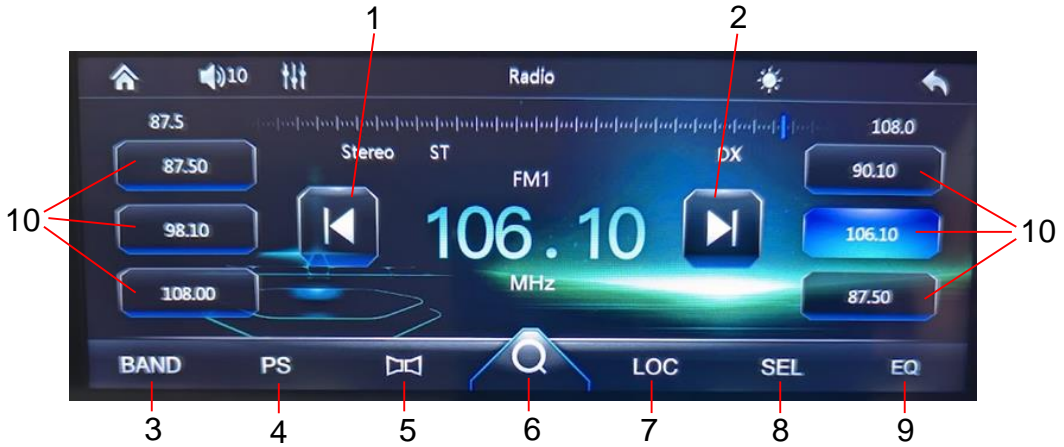 1 2
10 Radio
87.5 108.0
Stereo ST DX
87.50 FM1 90.10
10 98.10 106.10 106.10 10
108.00 MHz 87.50
BAND PS LOC SEL EQ
3 4 5 6 7 8 9